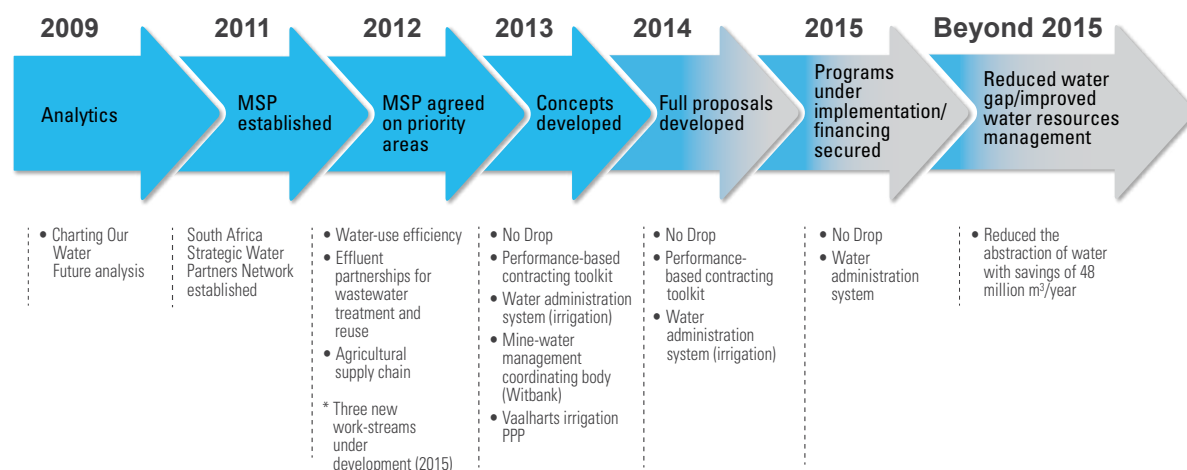 2009
2011
2012
2013
2014
2015
Beyond 2015
Analytics
MSP
established
MSP agreed
on priority
areas
Concepts
developed
Full proposals
developed
Programs
under
implementation/
financing
secured
Reduced water
gap/improved
water resources
management
• Charting Our
Water
Future analysis
South Africa
Strategic Water
Partners Network
established
• Water-use efficiency
• Effluent
partnerships for
wastewater
treatment and
reuse
• Agricultural
supply chain
* Three new
work-streams
under
development (2015)
• No Drop
• Performance-based
contracting toolkit
• Water administration
system (irrigation)
• Mine-water
management
coordinating body
(Witbank)
• Vaalharts irrigation
PPP
• No Drop
• Performance-
based contracting
toolkit
• Water
administration
system (irrigation)
• No Drop
• Water
administration
system
• Reduced the
abstraction of water
with savings of 48
million m³/year